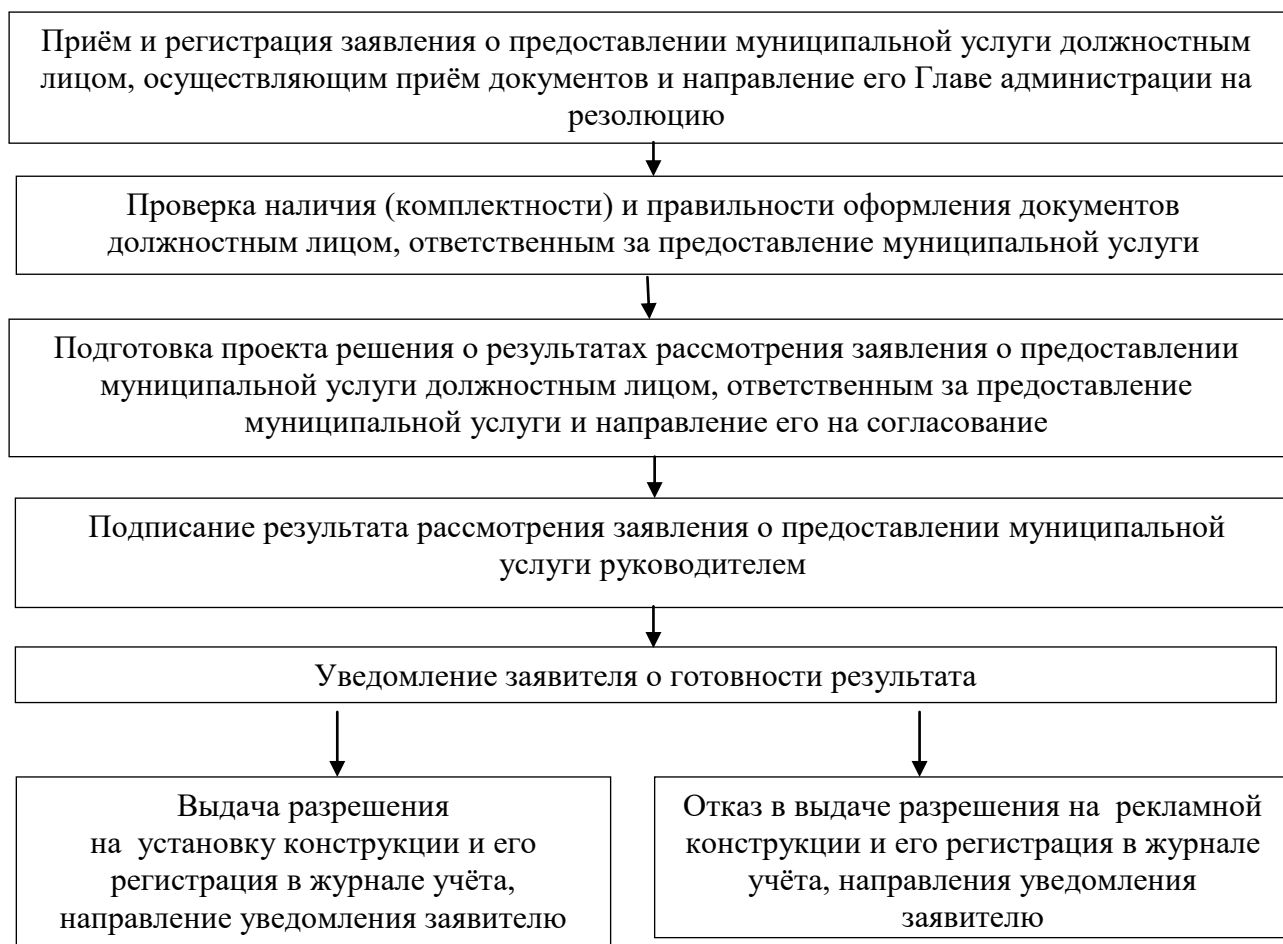 Приём и регистрация заявления о предоставлении муниципальной услуги должностным
лицом, осуществляющим приём документов и направление его Главе администрации на
резолюцию
Проверка наличия (комплектности) и правильности оформления документов
должностным лицом, ответственным за предоставление муниципальной услуги
Подготовка проекта решения о результатах рассмотрения заявления о предоставлении
муниципальной услуги должностным лицом, ответственным за предоставление
муниципальной услуги и направление его на согласование
Подписание результата рассмотрения заявления о предоставлении муниципальной
услуги руководителем
Уведомление заявителя о готовности результата
Выдача разрешения
на установку конструкции и его
регистрация в журнале учёта,
направление уведомления заявителю
Отказ в выдаче разрешения на рекламной
конструкции и его регистрация в журнале
учёта, направления уведомления
заявителю